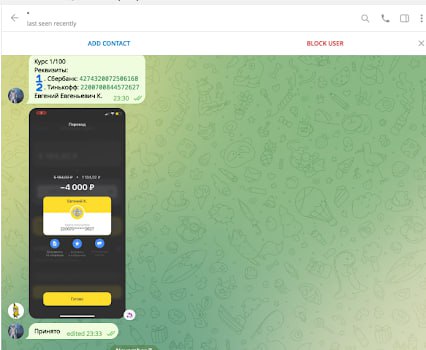 last seen recently
ADD CONTACT
BLOCK USER
Курс 1/100
Реквизиты:
1. Сбербанк: 4274320072506168
2. Тинькофф: 2200700844572627
Евгений Евгеньевич К.
23:30
Перевод
−4 000 ₽
Евгений К.
Готово
Принято
edited 23:33